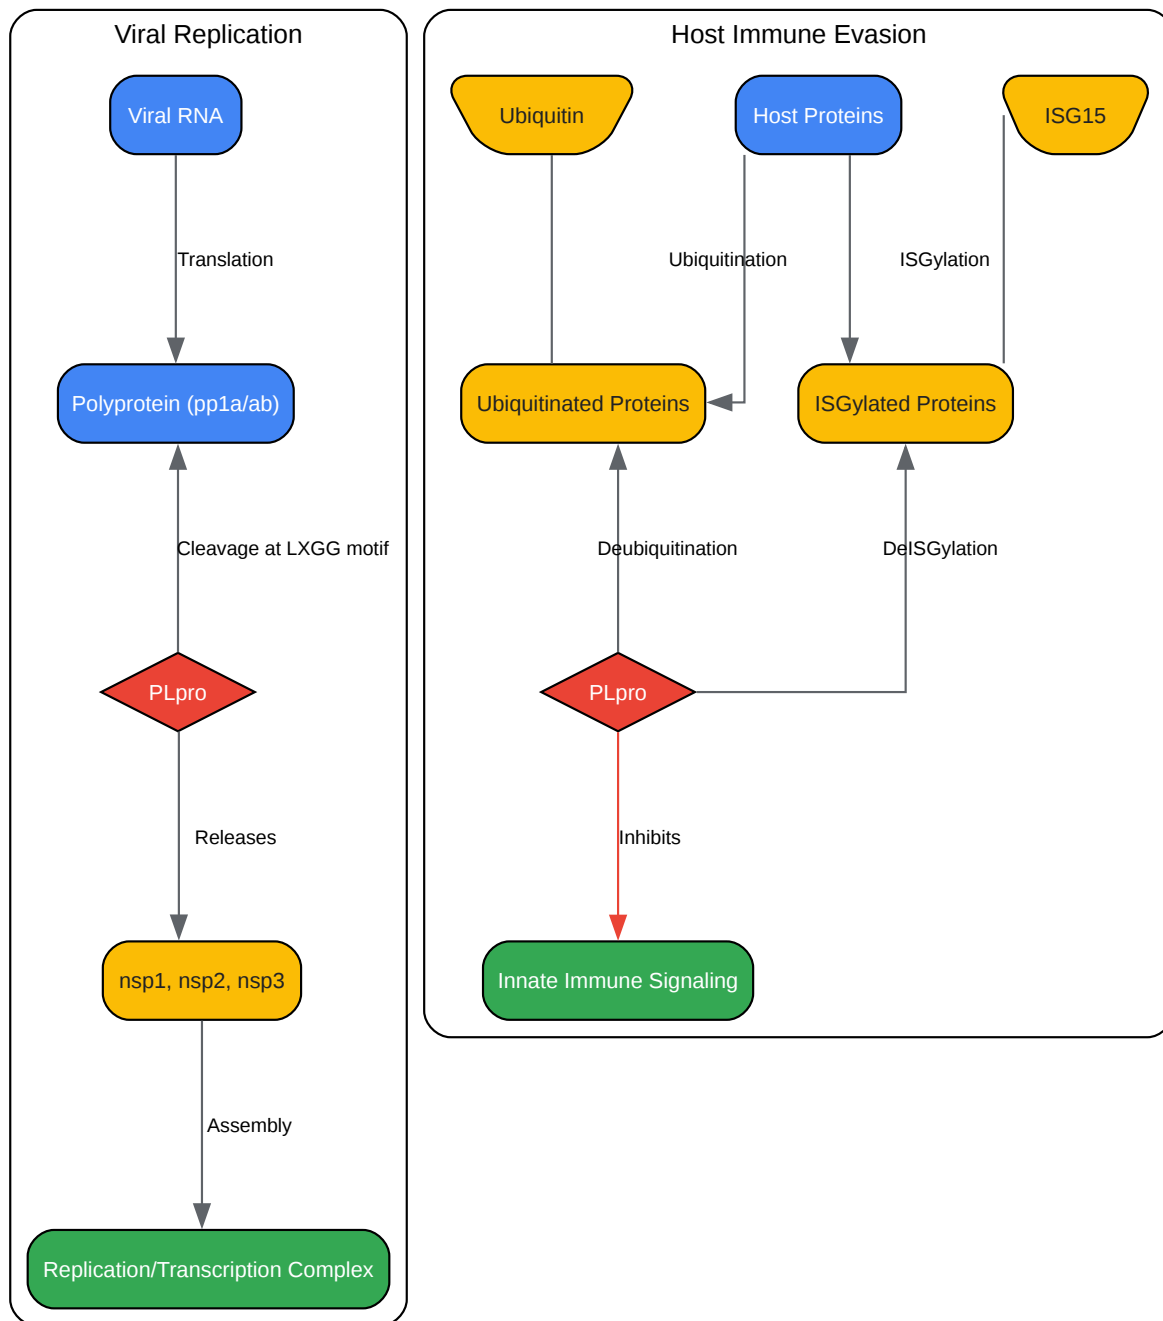 Viral Replication
Viral RNA
Translation
Polyprotein (pp1a/ab)
Cleavage at LXGG motif
PLpro
Releases
nsp1, nsp2, nsp3
Assembly
Replication/Transcription Complex
Host Immune Evasion
Ubiquitin
Host Proteins
ISG15
Ubiquitination
ISGylation
Ubiquitinated Proteins
ISGylated Proteins
Deubiquitination
DeISGylation
PLpro
Inhibits
Innate Immune Signaling